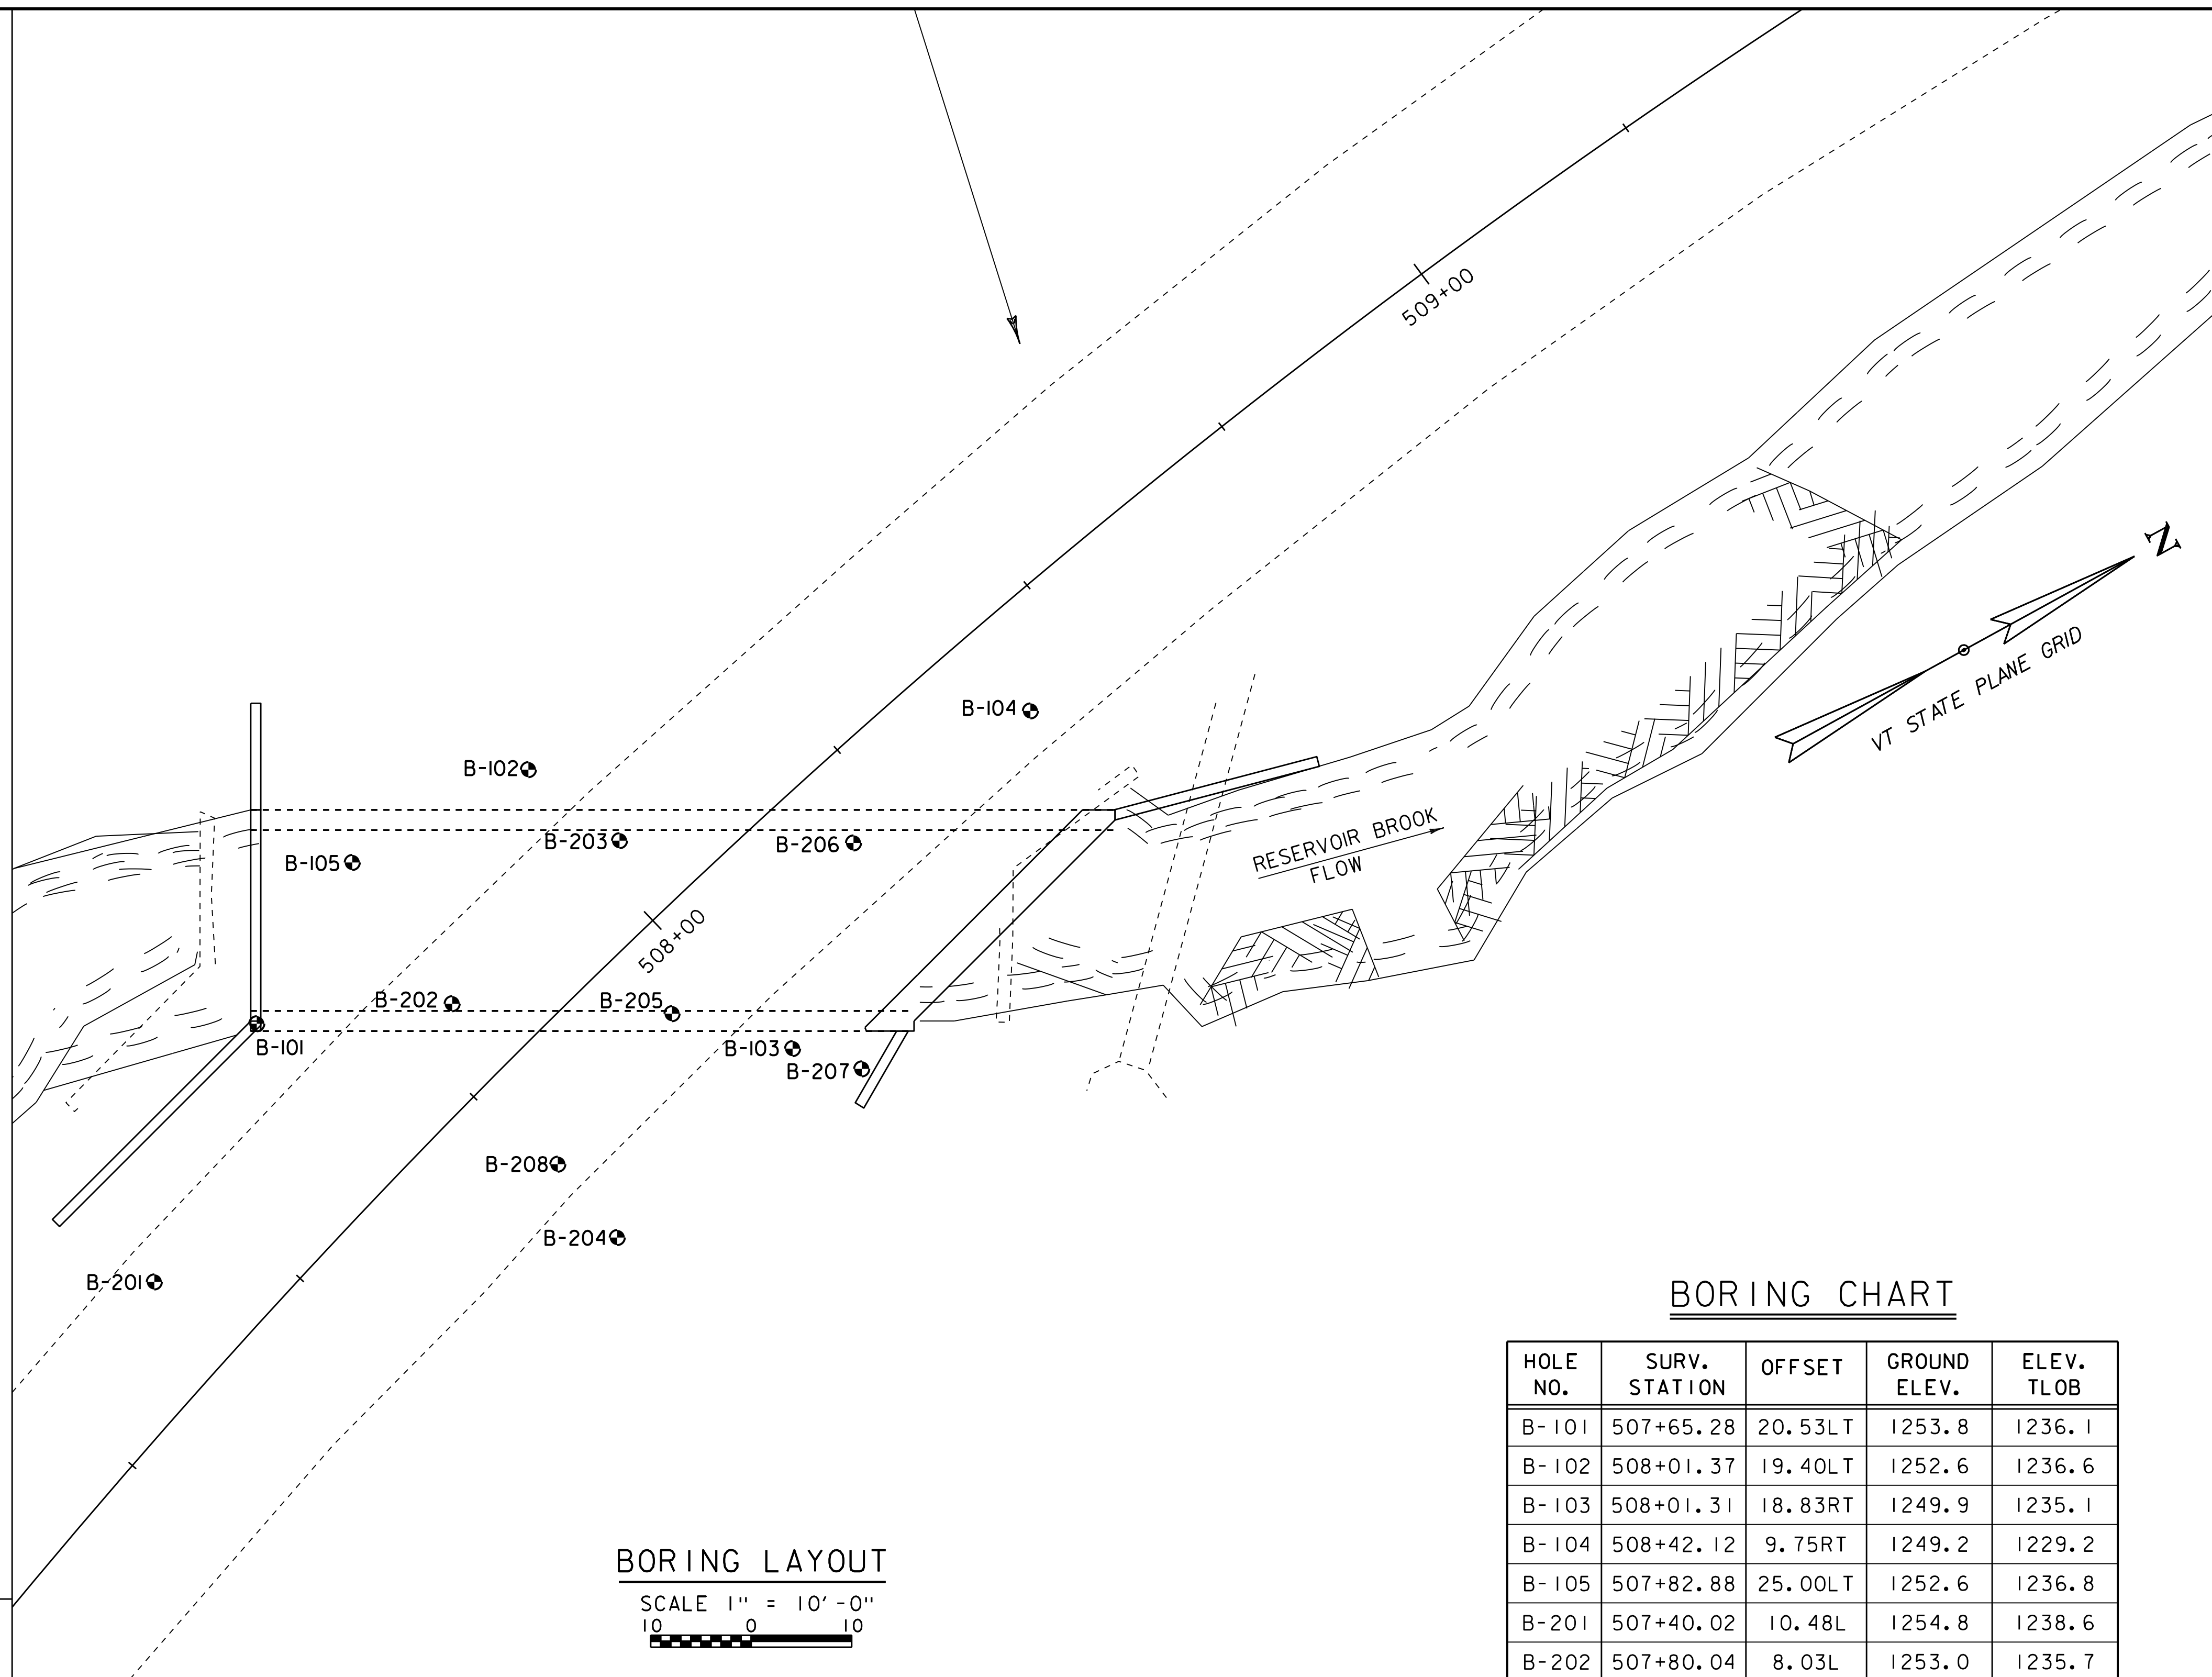 509+00
N
VT STATE PLANE GRID
B-104
B-102
B-203
B-206
B-105
RESERVOIR BROOK
FLOW
508+00
B-202
B-205
B-101
B-103
B-207
B-208
B-204
B-201
BORING LAYOUT
SCALE 1" = 10'-0"
10 0 10
BORING CHART
HOLE NO. SURV. STATION OFFSET GROUND ELEV. ELEV. TLOB
B-101 507+65.28 20.53LT 1253.8 1236.1
B-102 508+01.37 19.40LT 1252.6 1236.6
B-103 508+01.31 18.83RT 1249.9 1235.1
B-104 508+42.12 9.75RT 1249.2 1229.2
B-105 507+82.88 25.00LT 1252.6 1236.8
B-201 507+40.02 10.48L 1254.8 1238.6
B-202 507+80.04 8.03L 1253.0 1235.7